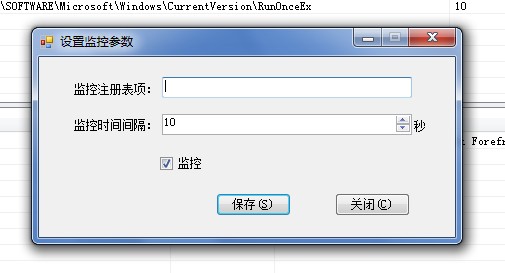 \SOFTWARE\Microsoft\Windows\CurrentVersion\RunOnceEx 10
设置监控参数
监控注册表项：
监控时间间隔： 10 秒
监控
保存(S) 关闭(C)